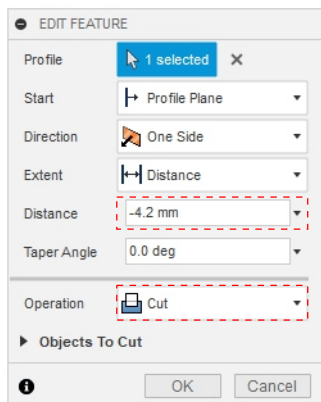 EDIT FEATURE
Profile 1 selected
Start Profile Plane
Direction One Side
Extent Distance
Distance -4.2 mm
Taper Angle 0.0 deg
Operation Cut
Objects To Cut
OK Cancel